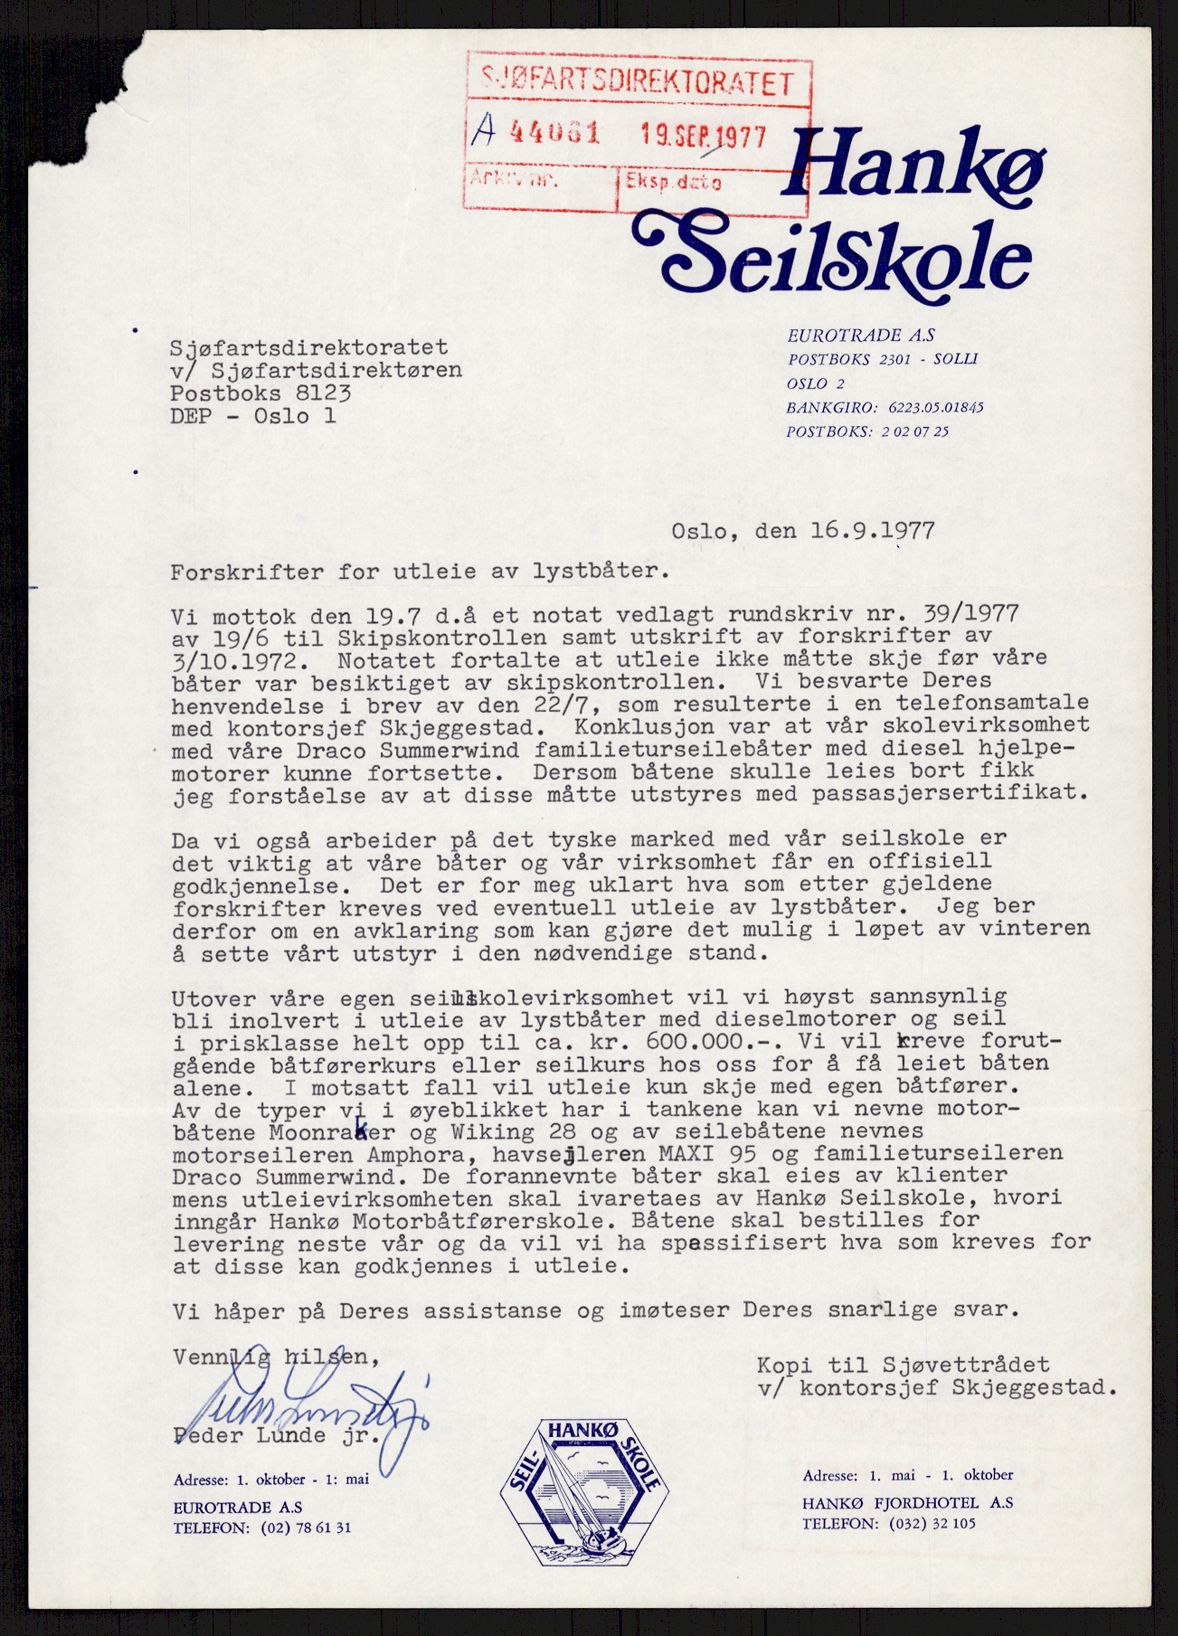 SJØFARTSDIREKTORATET
A 44061 19.SEP.1977
Arkiv nr. Eksp.dato
Hankø
Seilskole
EUROTRADE A.S
POSTBOKS 2301 - SOLLI
OSLO 2
BANKGIRO: 6223.05.01845
POSTBOKS: 2 02 07 25
Sjøfartsdirektoratet
v/ Sjøfartsdirektøren
Postboks 8123
DEP - Oslo 1
Oslo, den 16.9.1977
Forskrifter for utleie av lystbåter.
Vi mottok den 19.7 d.å et notat vedlagt rundskriv nr. 39/1977
av 19/6 til Skipskontrollen samt utskrift av forskrifter av
3/10.1972. Notatet fortalte at utleie ikke måtte skje før våre
båter var besiktiget av skipskontrollen. Vi besvarte Deres
henvendelse i brev av den 22/7, som resulterte i en telefonsamtale
med kontorsjef Skjeggestad. Konklusjon var at vår skolevirksomhet
med våre Draco Summerwind familieturseilebåter med diesel hjelpe-
motorer kunne fortsette. Dersom båtene skulle leies bort fikk
jeg forståelse av at disse måtte utstyres med passasjersertifikat.
Da vi også arbeider på det tyske marked med vår seilskole er
det viktig at våre båter og vår virksomhet får en offisiell
godkjennelse. Det er for meg uklart hva som etter gjeldene
forskrifter kreves ved eventuell utleie av lystbåter. Jeg ber
derfor om en avklaring som kan gjøre det mulig i løpet av vinteren
å sette vårt utstyr i den nødvendige stand.
Utover våre egen seilskolevirksomhet vil vi høyst sannsynlig
bli inolvert i utleie av lystbåter med dieselmotorer og seil
i prisklasse helt opp til ca. kr. 600.000.-. Vi vil kreve forut-
gående båtførerkurs eller seilkurs hos oss for å få leiet båten
alene. I motsatt fall vil utleie kun skje med egen båtfører.
Av de typer vi i øyeblikket har i tankene kan vi nevne motor-
båtene Moonraker og Wiking 28 og av seilebåtene nevnes
motorseileren Amphora, havsejleren MAXI 95 og familieturseileren
Draco Summerwind. De forannevnte båter skal eies av klienter
mens utleievirksomheten skal ivaretaes av Hankø Seilskole, hvori
inngår Hankø Motorbåtførerskole. Båtene skal bestilles for
levering neste vår og da vil vi ha spessifisert hva som kreves for
at disse kan godkjennes i utleie.
Vi håper på Deres assistanse og imøteser Deres snarlige svar.
Vennlig hilsen,
Peder Lunde jr.
Peder Lunde jr.
Kopi til Sjøvettrådet
v/ kontorsjef Skjeggestad.
Adresse: 1. oktober - 1: mai
EUROTRADE A.S
TELEFON: (02) 78 61 31
SEIL- HANKØ SKOLE
Adresse: 1. mai - 1. oktober
HANKØ FJORDHOTEL A.S
TELEFON: (032) 32 105